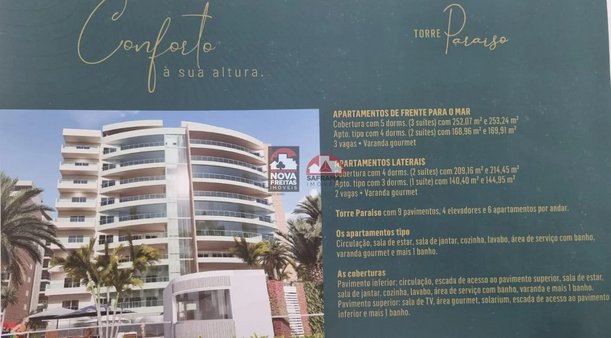 Conforto
à sua altura.
TORRE
Paraíso
APARTAMENTOS DE FRENTE PARA O MAR
Cobertura com 5 dorms. (3 suítes) com 252,07 m² e 253,24 m²
Apto. tipo com 4 dorms. (2 suítes) com 168,96 m² e 169,91 m²
3 vagas • Varanda gourmet
APARTAMENTOS LATERAIS
Cobertura com 4 dorms. (2 suítes) com 209,16 m² e 214,45 m²
Apto. tipo com 3 dorms. (1 suíte) com 140,40 m² e 144,95 m²
2 vagas • Varanda gourmet
Torre Paraíso com 9 pavimentos, 4 elevadores e 6 apartamentos por andar.
Os apartamentos tipo
Circulação, sala de estar, sala de jantar, cozinha, lavabo, área de serviço com banho,
varanda gourmet e mais 1 banho.
As coberturas
Pavimento inferior: circulação, escada de acesso ao pavimento superior, sala de estar,
sala de jantar, cozinha, lavabo, área de serviço com banho, varanda e mais 1 banho.
Pavimento superior: sala de TV, área gourmet, solarium, escada de acesso ao pavimento
inferior e mais 1 banho.
NOVA
FREITAS
IMÓVEIS
IMÓVEIS